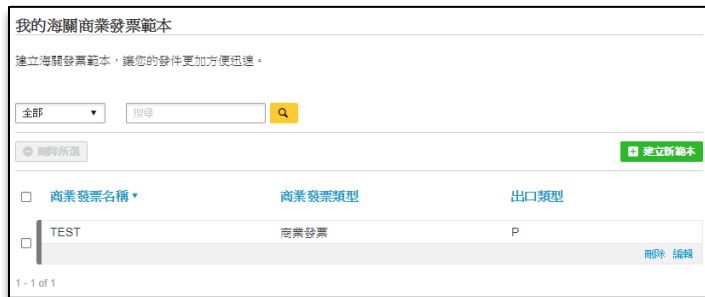 我的海關商業發票範本
建立海關發票範本，讓您的發件更加方便迅速。
全部 搜尋
刪除所選 建立新範本
商業發票名稱 商業發票類型 出口類型
TEST 商業發票 P
刪除 編輯
1 - 1 of 1